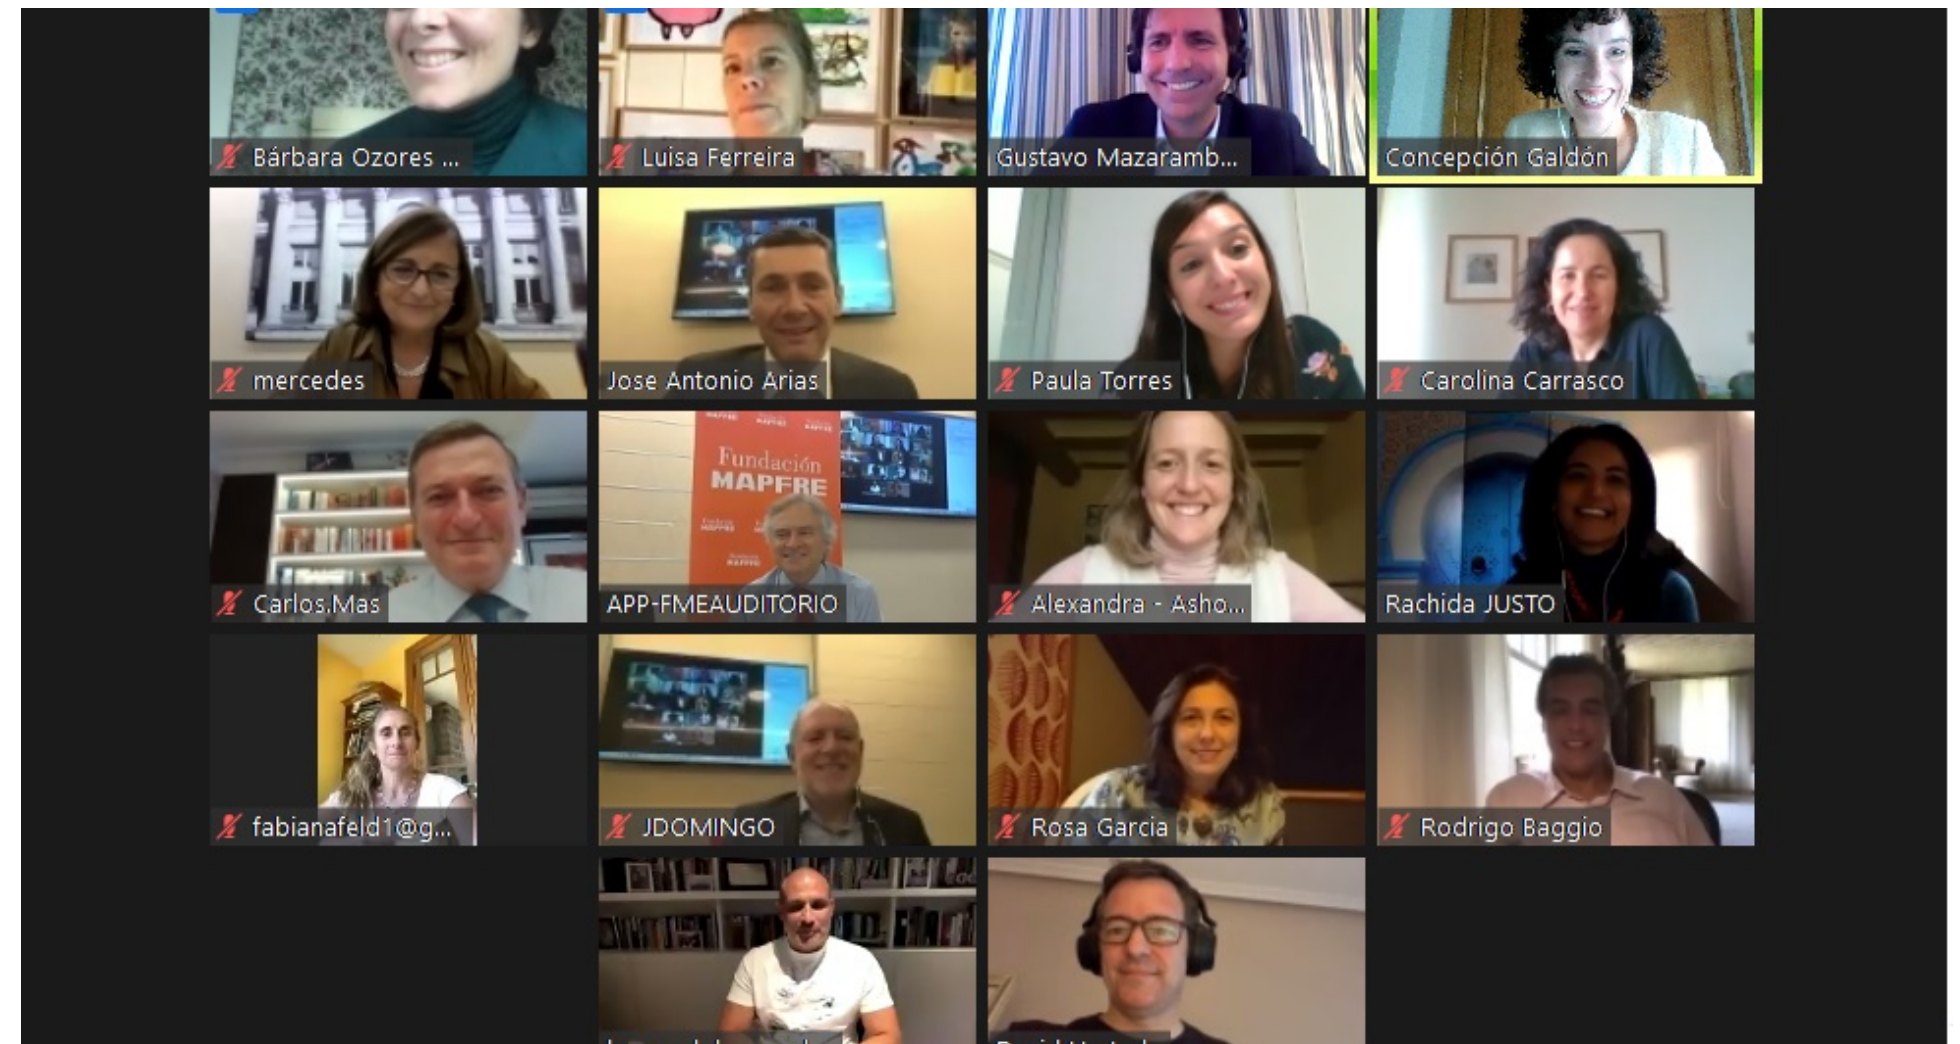 Bárbara Ozores ...
Luisa Ferreira
Gustavo Mazaramb...
Concepción Galdón
mercedes
Jose Antonio Arias
Paula Torres
Carolina Carrasco
Fundación
MAPFRE
Carlos.Mas
APP-FMEAUDITORIO
Alexandra - Asho...
Rachida JUSTO
fabianafeld1@g...
JDOMINGO
Rosa Garcia
Rodrigo Baggio